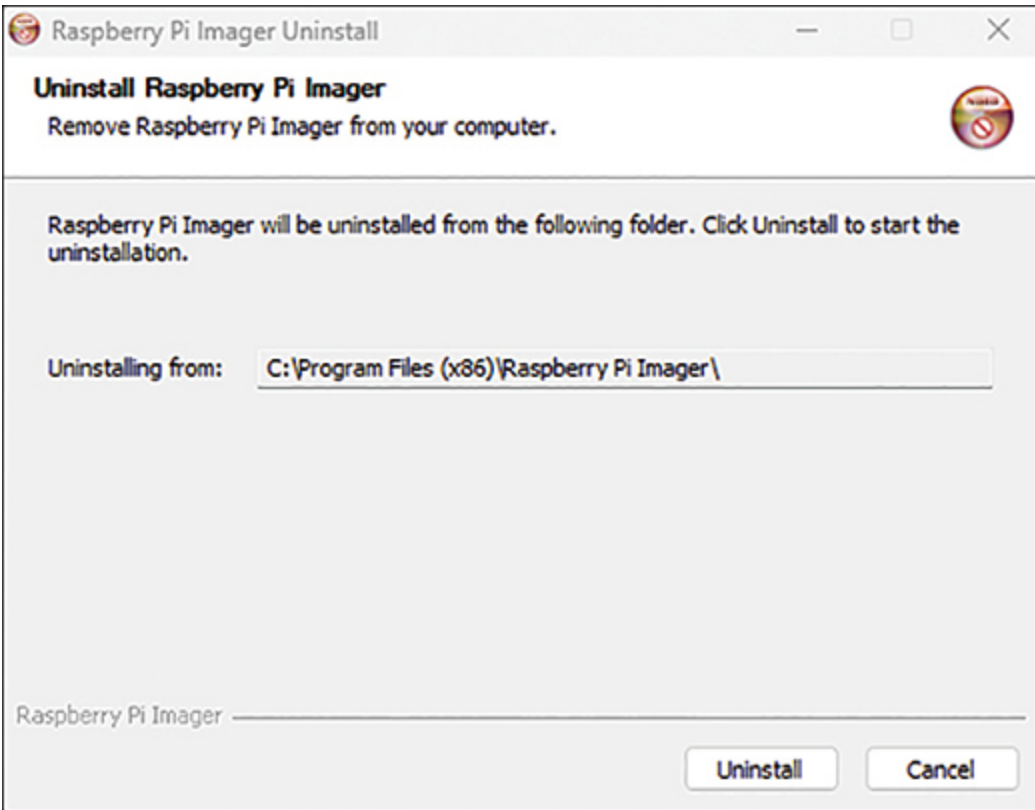 Raspberry Pi Imager Uninstall
Uninstall Raspberry Pi Imager
Remove Raspberry Pi Imager from your computer.
Raspberry Pi Imager will be uninstalled from the following folder. Click Uninstall to start the
uninstallation.
Uninstalling from: C:\Program Files (x86)\Raspberry Pi Imager\
Raspberry Pi Imager
Uninstall Cancel